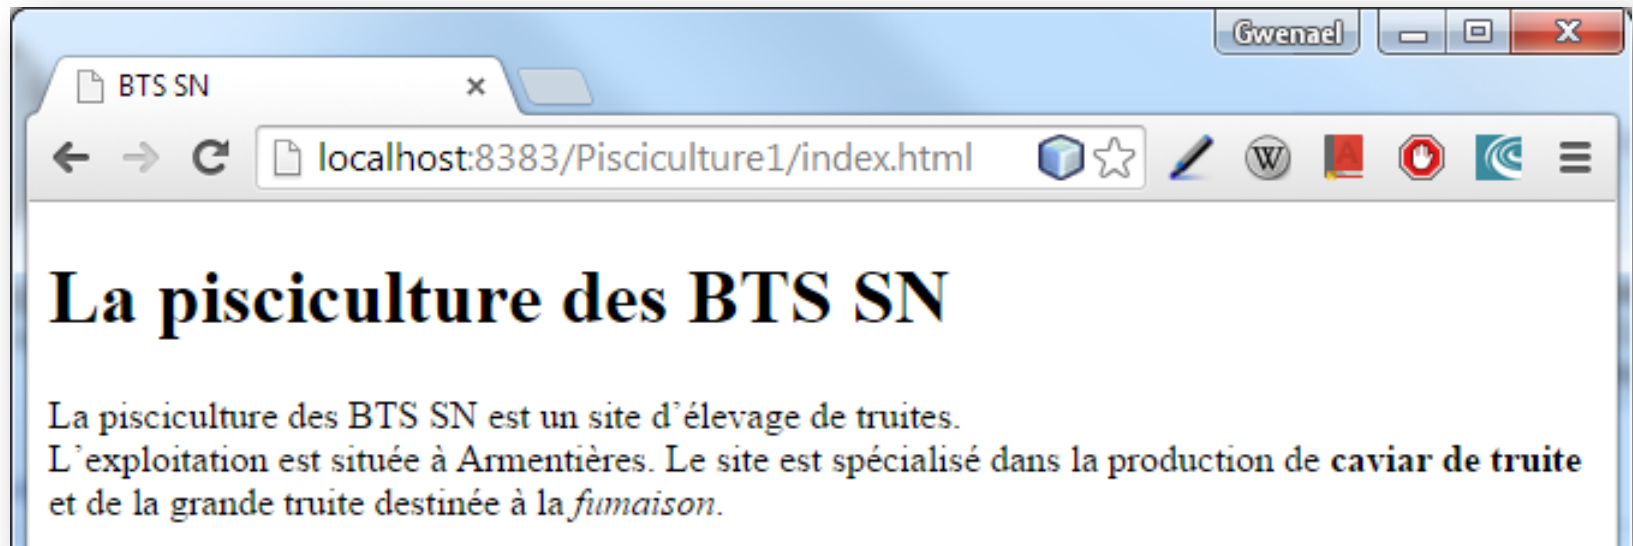 Gwenael
BTS SN
localhost:8383/Pisciculture1/index.html
W
A
La pisciculture des BTS SN
La pisciculture des BTS SN est un site d’élevage de truites.
L’exploitation est située à Armentières. Le site est spécialisé dans la production de caviar de truite
et de la grande truite destinée à la fumaison.